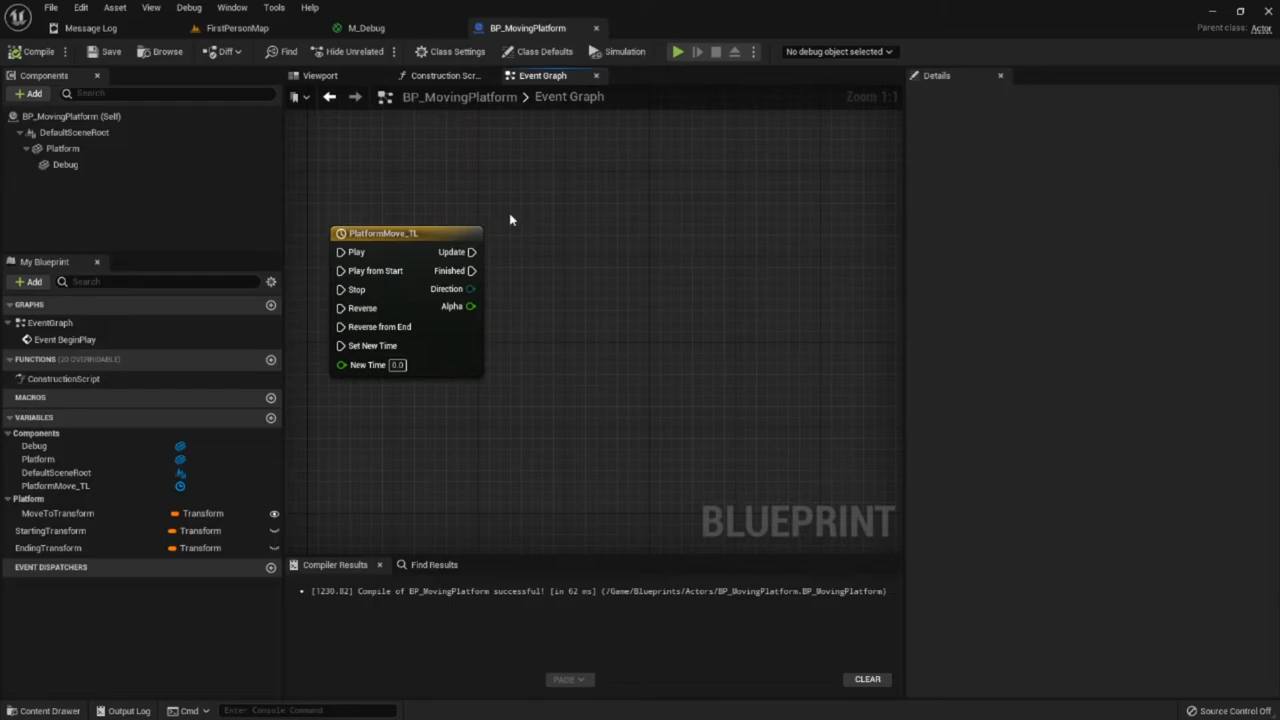 File Edit Asset View Debug Window Tools Help
Message Log FirstPersonMap M_Debug BP_MovingPlatform
Parent class: Actor
Compile Save Browse Diff Find Hide Unrelated Class Settings Class Defaults Simulation No debug object selected
Components Viewport Construction Scr... Event Graph Details
+ Add Search
BP_MovingPlatform > Event Graph Zoom 1:1
BP_MovingPlatform (Self)
DefaultSceneRoot
Platform
Debug
PlatformMove_TL
Play Update
Play from Start Finished
Stop Direction
Reverse Alpha
Reverse from End
Set New Time
New Time 0.0
My Blueprint
+ Add Search
GRAPHS
EventGraph
Event BeginPlay
FUNCTIONS (20 OVERRIDABLE)
ConstructionScript
MACROS
VARIABLES
Components
Debug
Platform
DefaultSceneRoot
PlatformMove_TL
Platform
MoveToTransform Transform
StartingTransform Transform
EndingTransform Transform
EVENT DISPATCHERS
BLUEPRINT
Compiler Results Find Results
[1230.82] Compile of BP_MovingPlatform successful! [in 62 ms] (/Game/Blueprints/Actors/BP_MovingPlatform.BP_MovingPlatform)
PAGE CLEAR
Content Drawer Output Log Cmd Enter Console Command Source Control Off